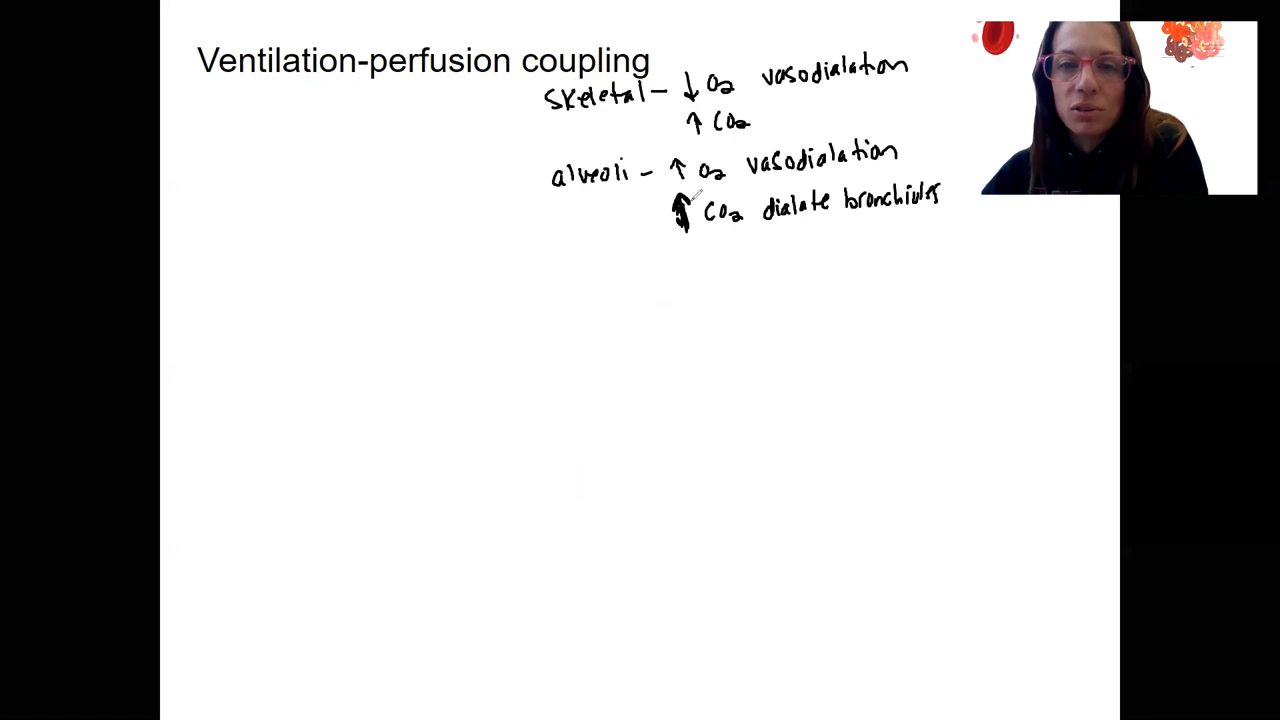 Ventilation-perfusion coupling
skeletal - ↓ O2 vasodialation
↑ CO2
alveoli - ↑ O2 vasodialation
↑ CO2 dialate bronchiules